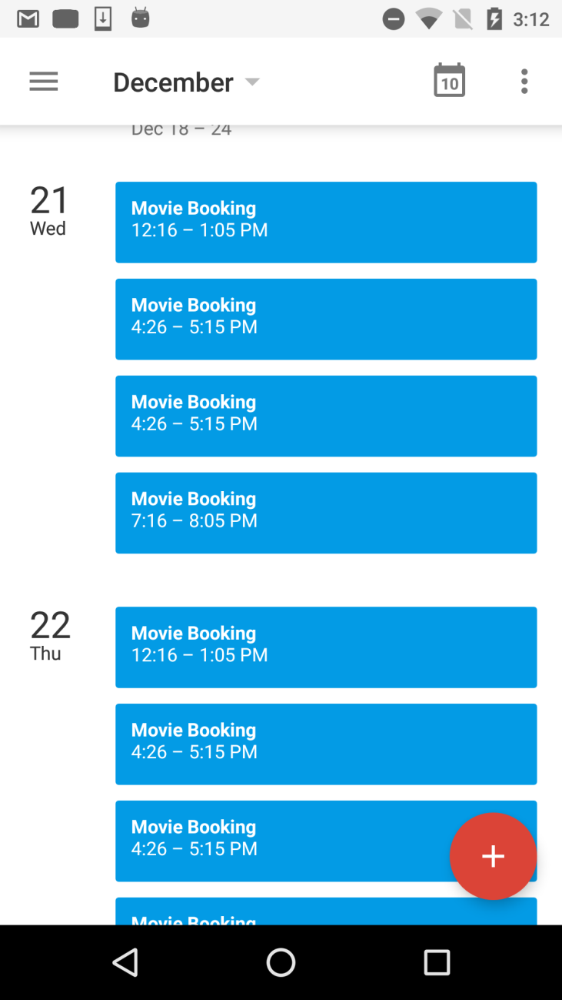 3:12
December
10
Dec 18 – 24
21
Wed
Movie Booking
12:16 – 1:05 PM
Movie Booking
4:26 – 5:15 PM
Movie Booking
4:26 – 5:15 PM
Movie Booking
7:16 – 8:05 PM
22
Thu
Movie Booking
12:16 – 1:05 PM
Movie Booking
4:26 – 5:15 PM
Movie Booking
4:26 – 5:15 PM
Movie Booking